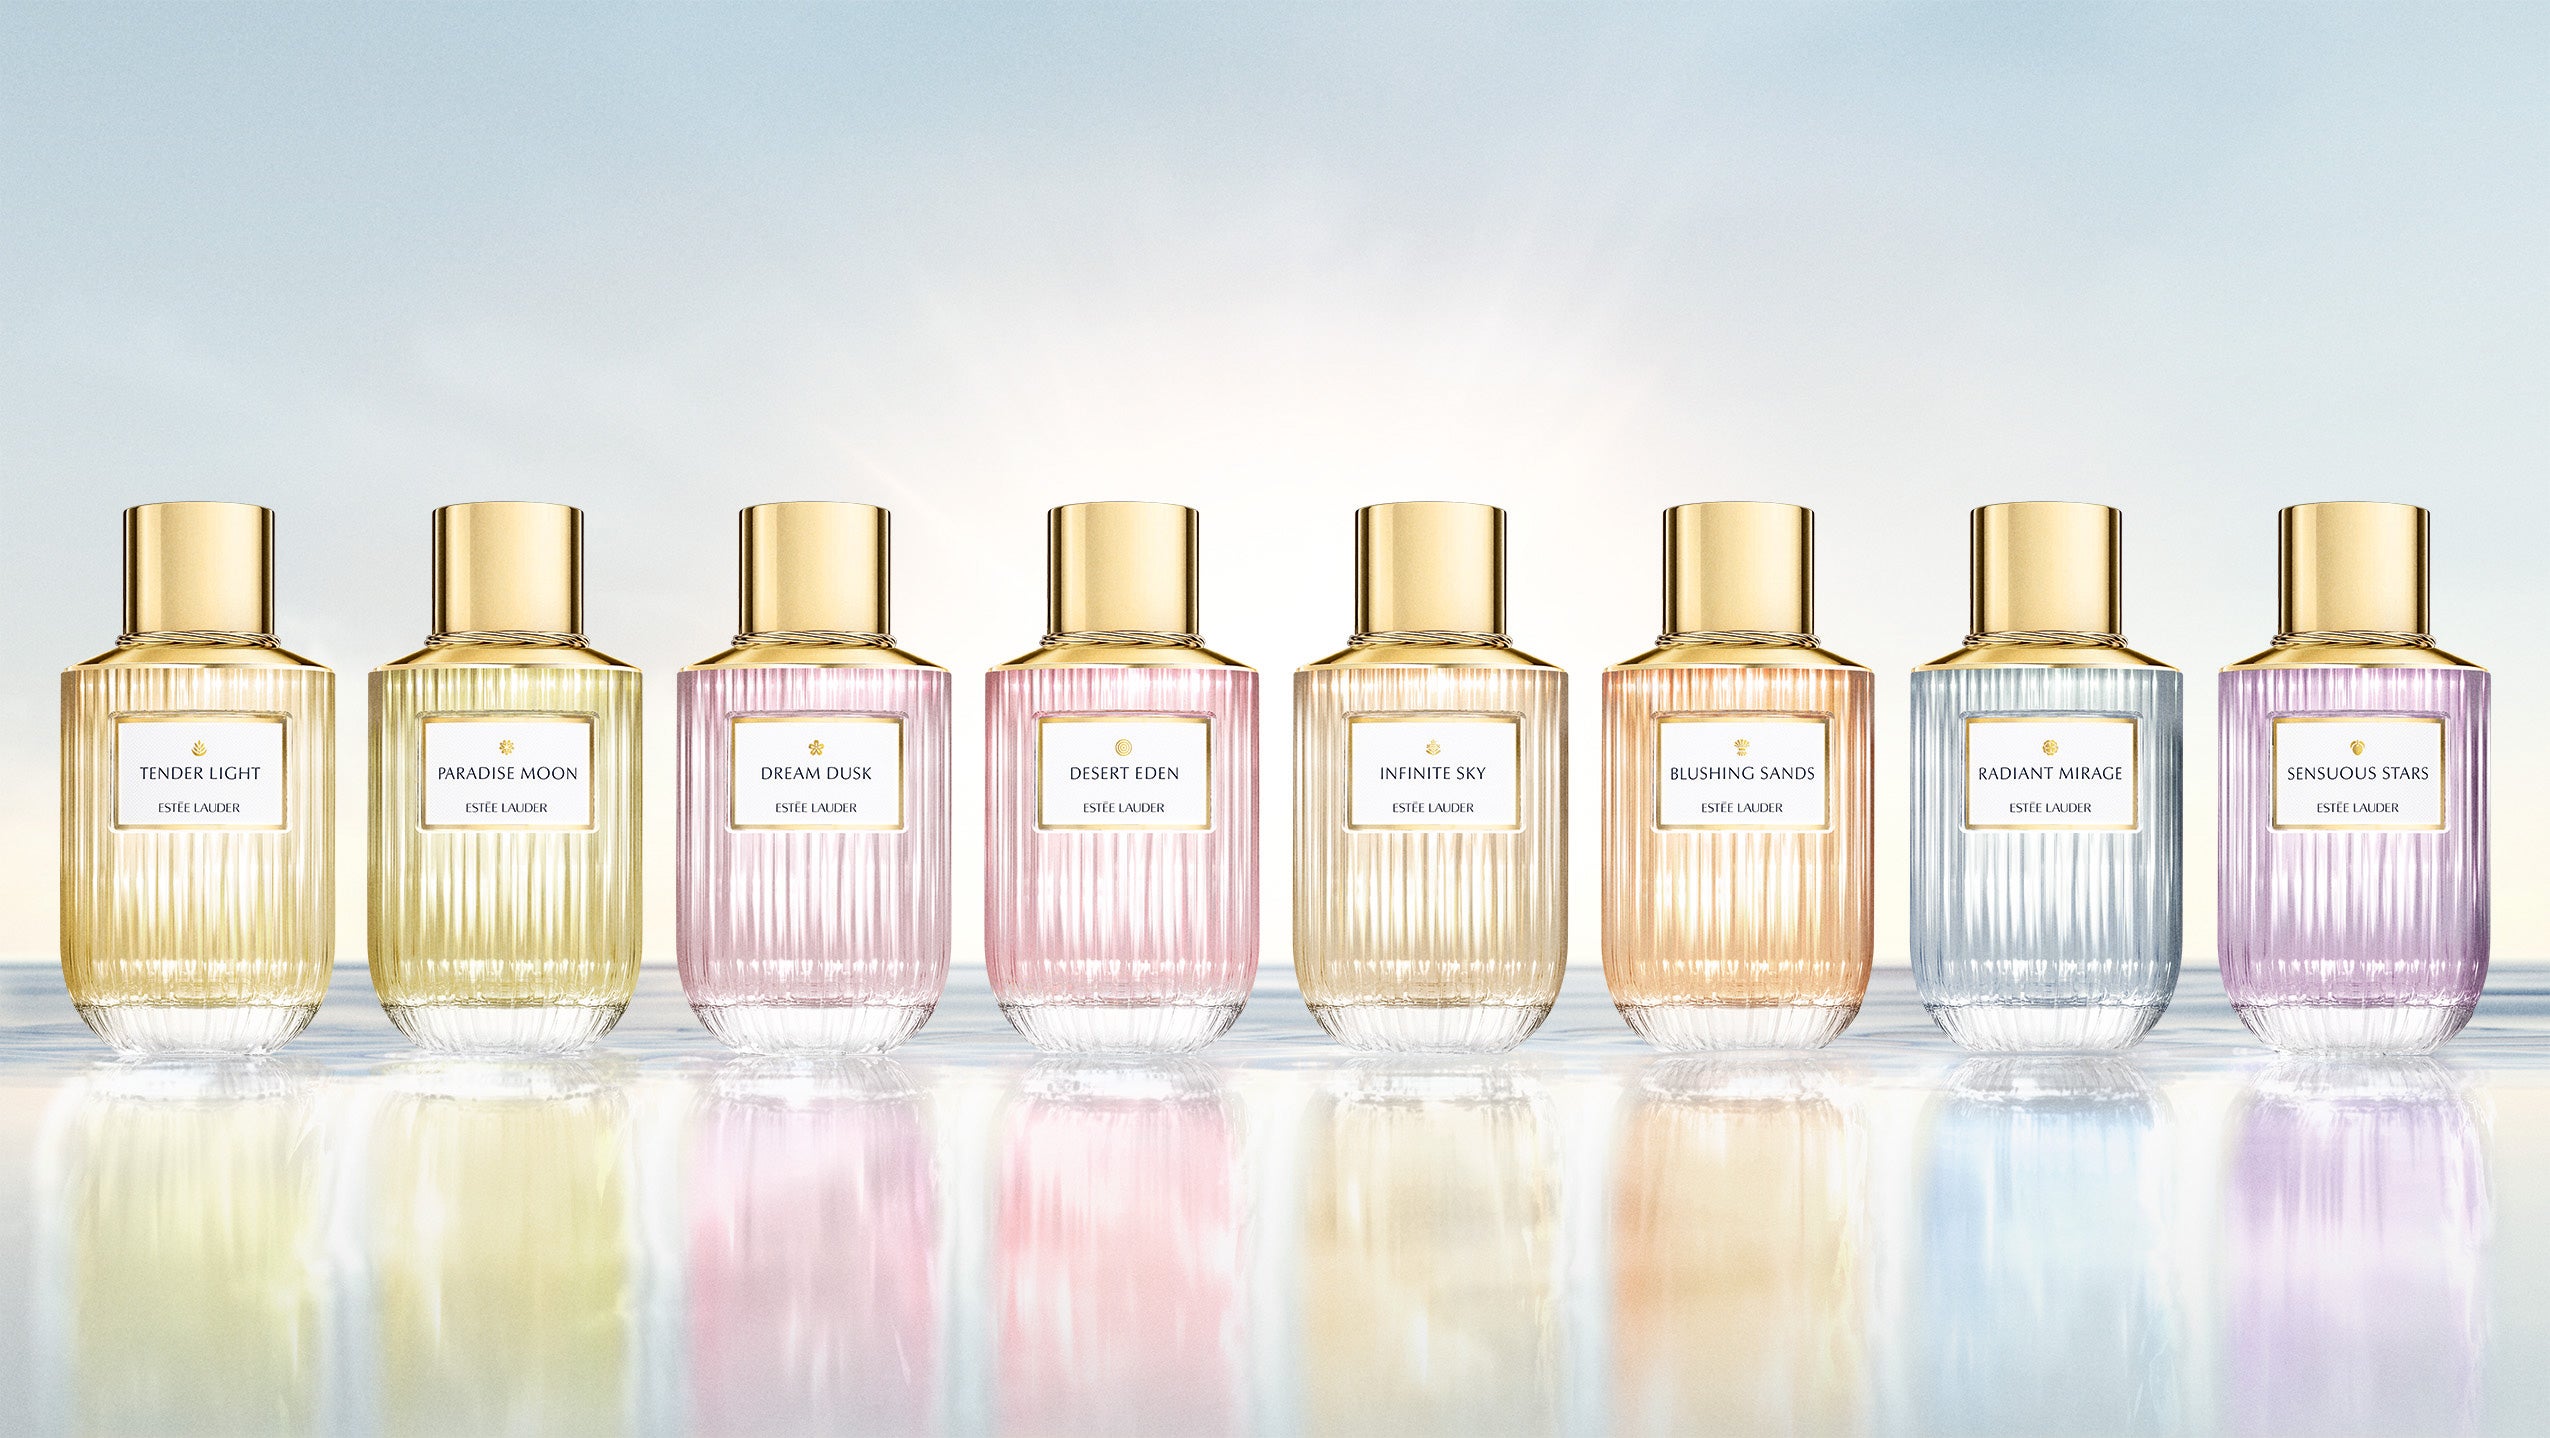 TENDER LIGHT
ESTĒE LAUDER
PARADISE MOON
ESTĒE LAUDER
DREAM DUSK
ESTĒE LAUDER
DESERT EDEN
ESTĒE LAUDER
INFINITE SKY
ESTĒE LAUDER
BLUSHING SANDS
ESTĒE LAUDER
RADIANT MIRAGE
ESTĒE LAUDER
SENSUOUS STARS
ESTĒE LAUDER